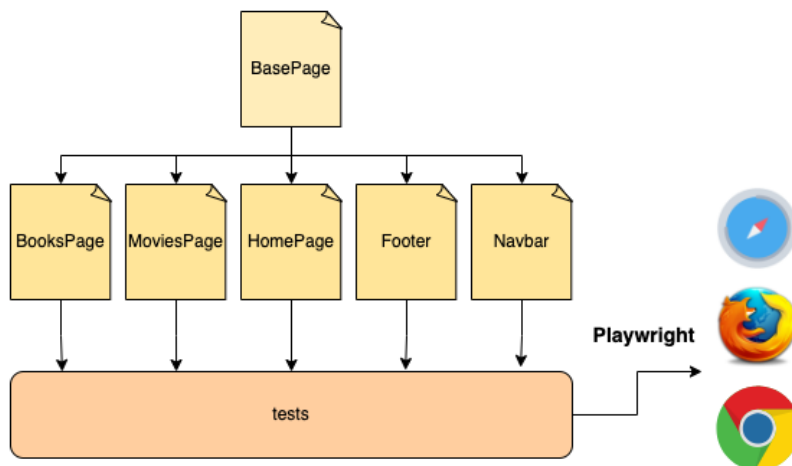 BasePage
BooksPage
MoviesPage
HomePage
Footer
Navbar
Playwright
tests